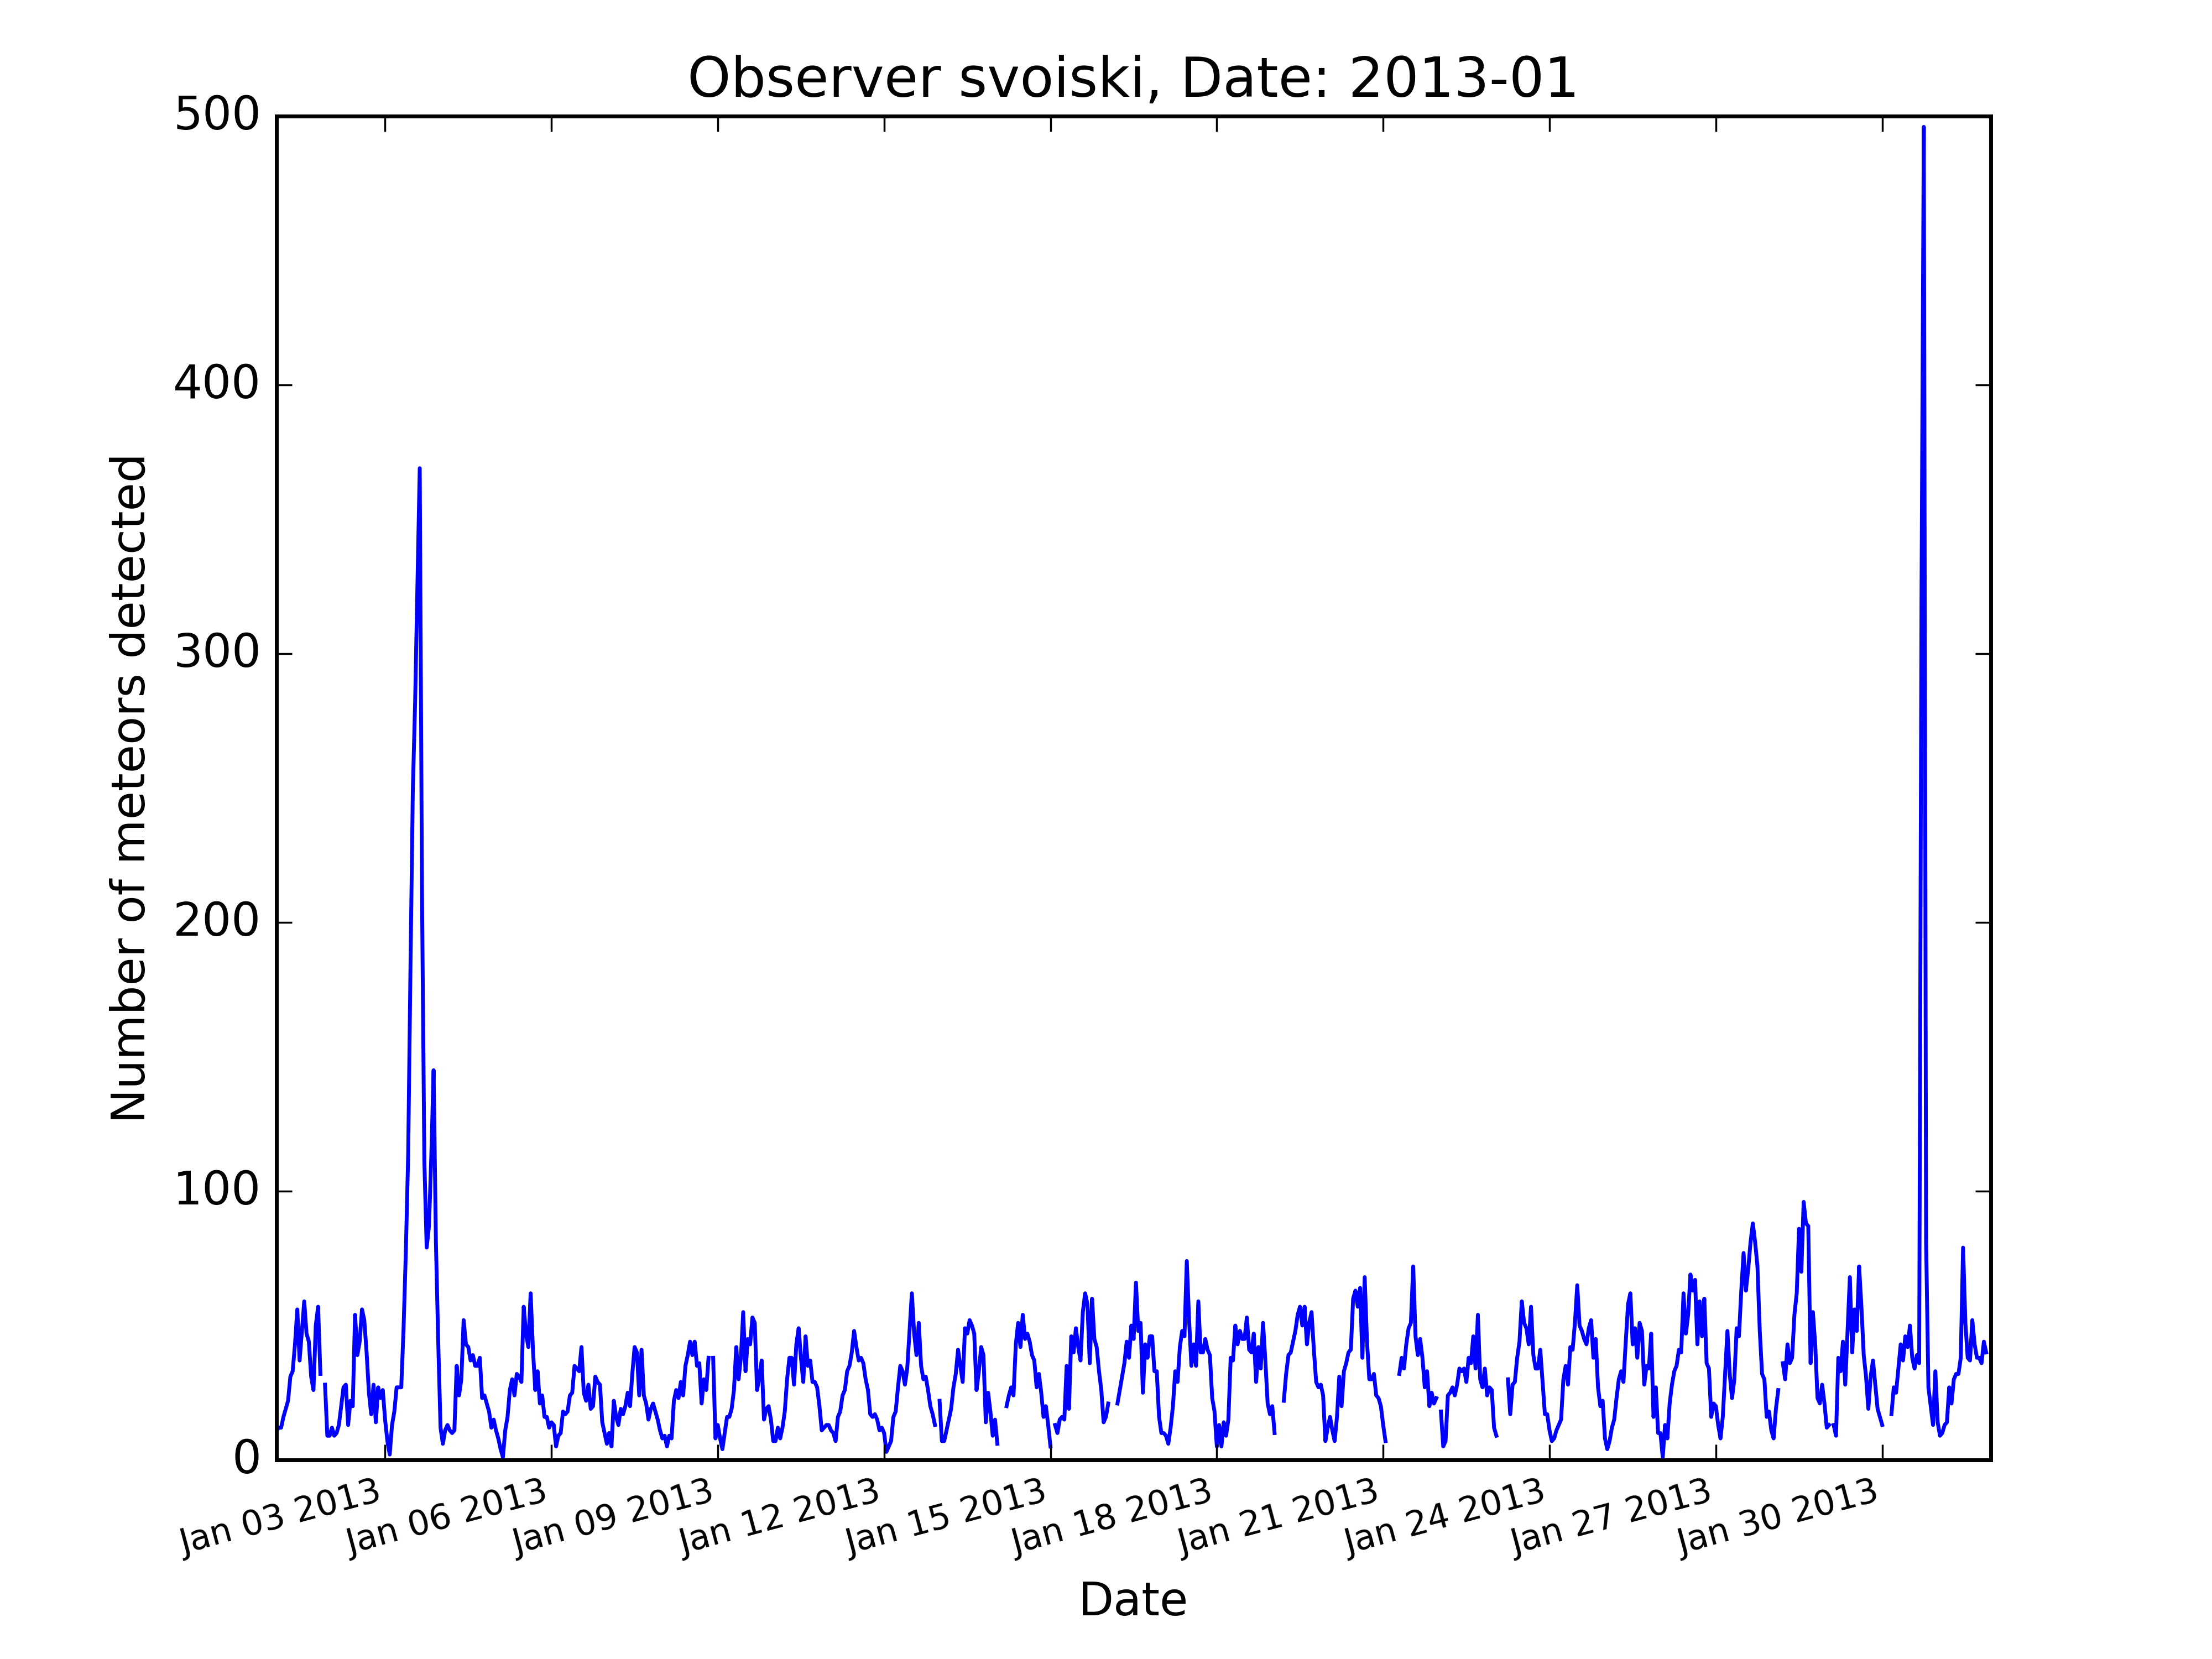 Observer svoiski, Date: 2013-01
500
400
300
200
100
0
Number of meteors detected
Jan 03 2013
Jan 06 2013
Jan 09 2013
Jan 12 2013
Jan 15 2013
Jan 18 2013
Jan 21 2013
Jan 24 2013
Jan 27 2013
Jan 30 2013
Date